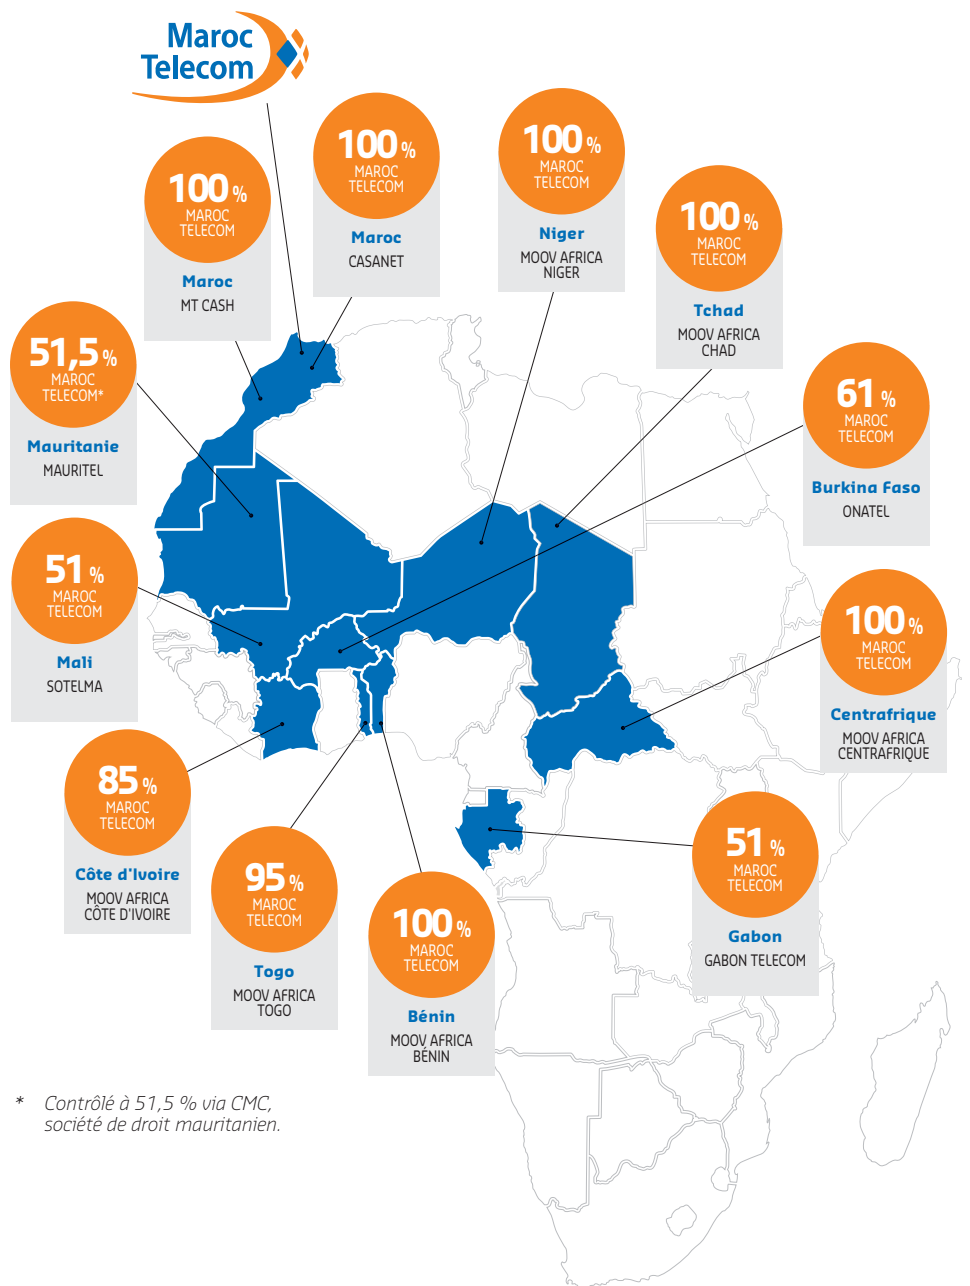 Maroc
Telecom
100 %
MAROC
TELECOM
Maroc
MT CASH
100 %
MAROC
TELECOM
Maroc
CASANET
100 %
MAROC
TELECOM
Niger
MOOV AFRICA
NIGER
100 %
MAROC
TELECOM
Tchad
MOOV AFRICA
CHAD
51,5 %
MAROC
TELECOM*
Mauritanie
MAURITEL
61 %
MAROC
TELECOM
Burkina Faso
ONATEL
51 %
MAROC
TELECOM
Mali
SOTELMA
100 %
MAROC
TELECOM
Centrafrique
MOOV AFRICA
CENTRAFRIQUE
85 %
MAROC
TELECOM
Côte d'Ivoire
MOOV AFRICA
CÔTE D'IVOIRE
95 %
MAROC
TELECOM
Togo
MOOV AFRICA
TOGO
100 %
MAROC
TELECOM
Bénin
MOOV AFRICA
BÉNIN
51 %
MAROC
TELECOM
Gabon
GABON TELECOM
* Contrôlé à 51,5 % via CMC,
société de droit mauritanien.